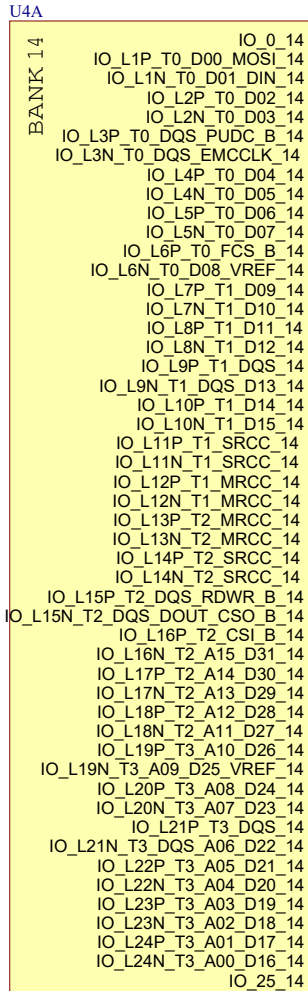 U4A
BANK 14
IO_0_14
IO_L1P_T0_D00_MOSI_14
IO_L1N_T0_D01_DIN_14
IO_L2P_T0_D02_14
IO_L2N_T0_D03_14
IO_L3P_T0_DQS_PUDC_B_14
IO_L3N_T0_DQS_EMCCLK_14
IO_L4P_T0_D04_14
IO_L4N_T0_D05_14
IO_L5P_T0_D06_14
IO_L5N_T0_D07_14
IO_L6P_T0_FCS_B_14
IO_L6N_T0_D08_VREF_14
IO_L7P_T1_D09_14
IO_L7N_T1_D10_14
IO_L8P_T1_D11_14
IO_L8N_T1_D12_14
IO_L9P_T1_DQS_14
IO_L9N_T1_DQS_D13_14
IO_L10P_T1_D14_14
IO_L10N_T1_D15_14
IO_L11P_T1_SRCC_14
IO_L11N_T1_SRCC_14
IO_L12P_T1_MRCC_14
IO_L12N_T1_MRCC_14
IO_L13P_T2_MRCC_14
IO_L13N_T2_MRCC_14
IO_L14P_T2_SRCC_14
IO_L14N_T2_SRCC_14
IO_L15P_T2_DQS_RDWR_B_14
IO_L15N_T2_DQS_DOUT_CSO_B_14
IO_L16P_T2_CSI_B_14
IO_L16N_T2_A15_D31_14
IO_L17P_T2_A14_D30_14
IO_L17N_T2_A13_D29_14
IO_L18P_T2_A12_D28_14
IO_L18N_T2_A11_D27_14
IO_L19P_T3_A10_D26_14
IO_L19N_T3_A09_D25_VREF_14
IO_L20P_T3_A08_D24_14
IO_L20N_T3_A07_D23_14
IO_L21P_T3_DQS_14
IO_L21N_T3_DQS_A06_D22_14
IO_L22P_T3_A05_D21_14
IO_L22N_T3_A04_D20_14
IO_L23P_T3_A03_D19_14
IO_L23N_T3_A02_D18_14
IO_L24P_T3_A01_D17_14
IO_L24N_T3_A00_D16_14
IO_25_14